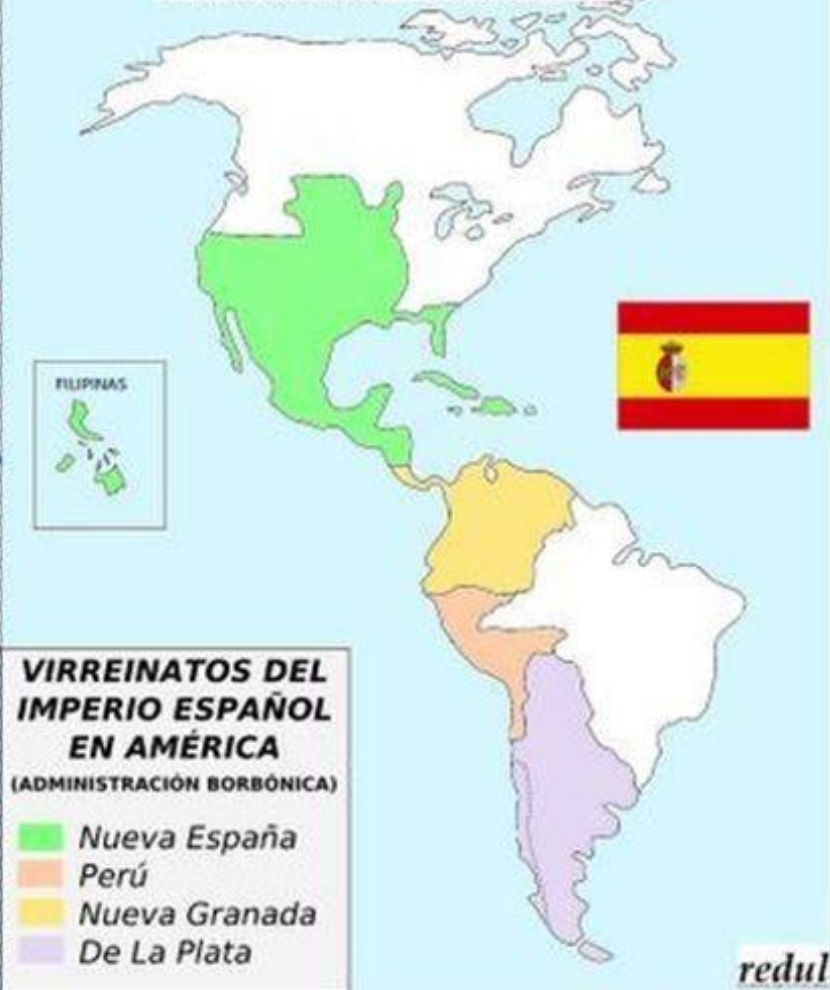 FILIPINAS
VIRREINATOS DEL
IMPERIO ESPAÑOL
EN AMÉRICA
(ADMINISTRACIÓN BORBÓNICA)
Nueva España
Perú
Nueva Granada
De La Plata
redul